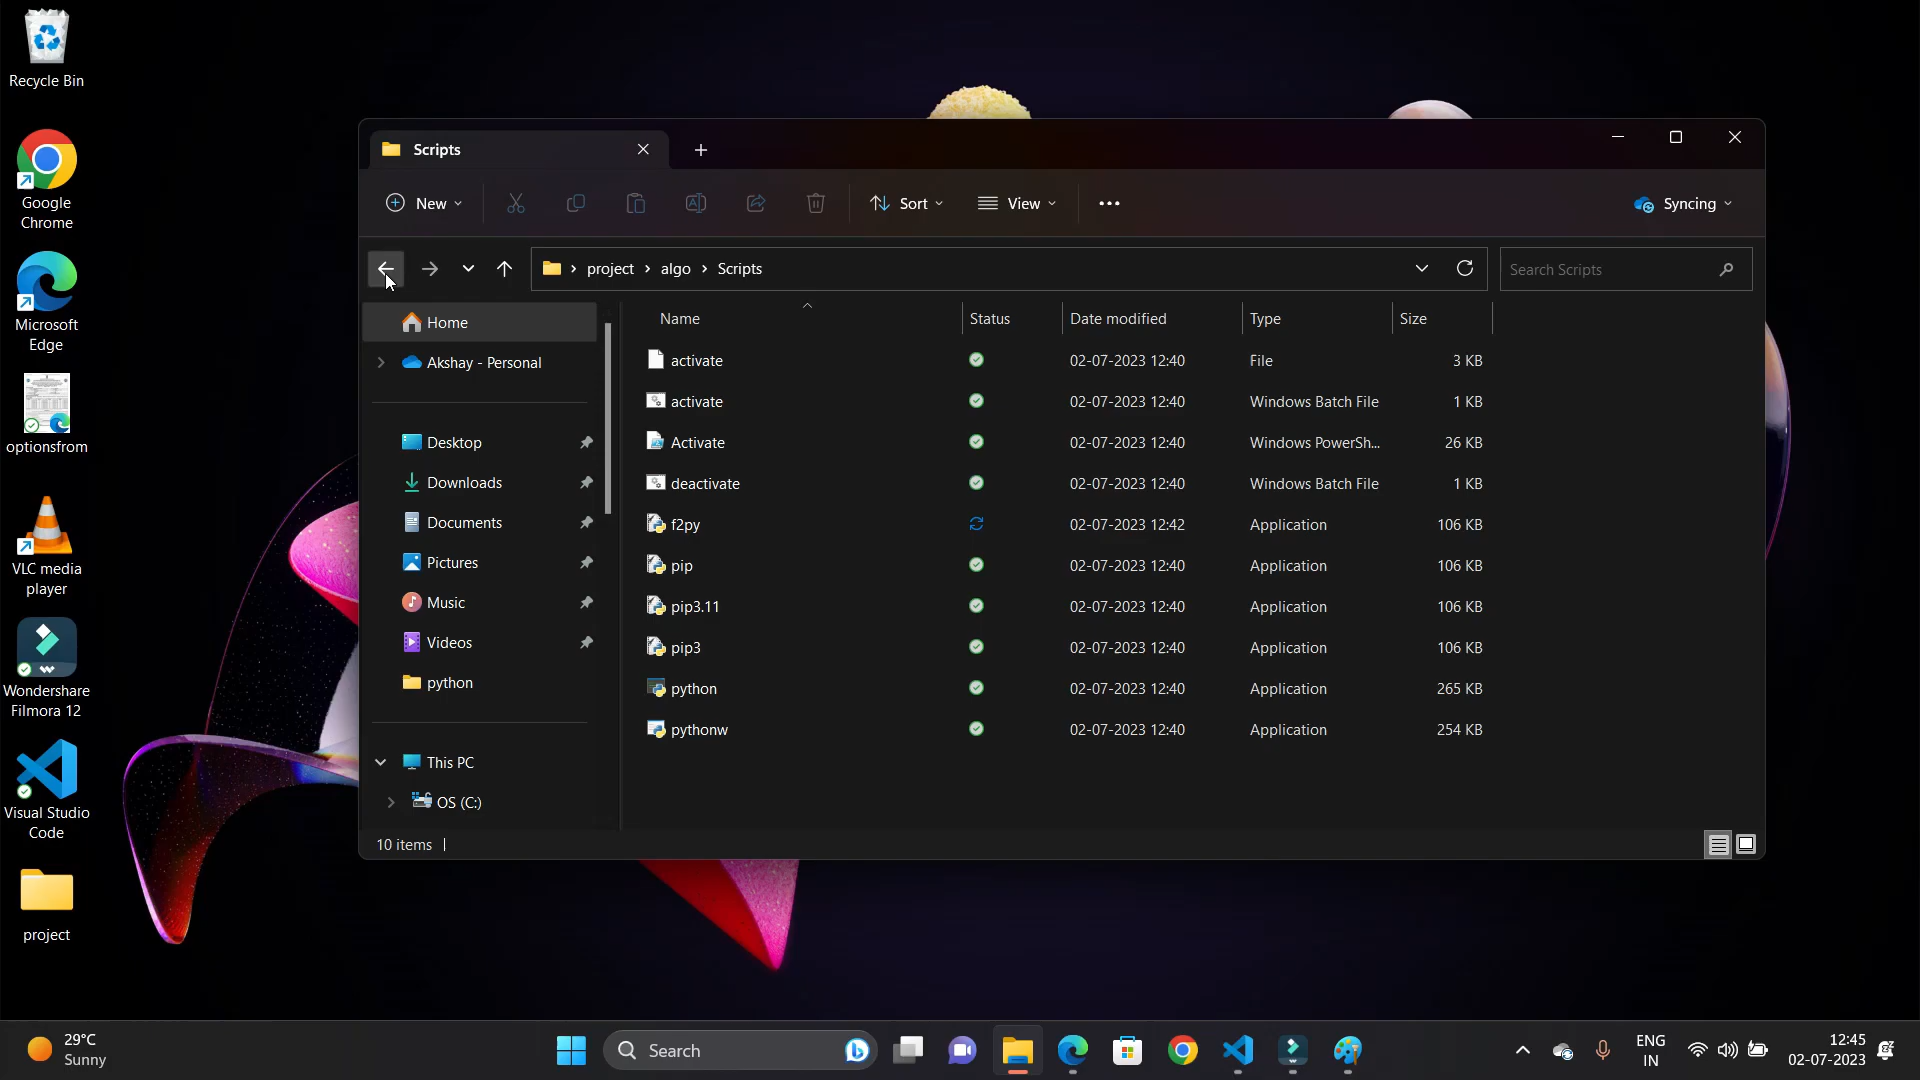 Recycle Bin
Google
Chrome
Microsoft
Edge
optionsfrom
VLC media
player
Wondershare
Filmora 12
Visual Studio
Code
project
Scripts
New
Sort
View
Syncing
project
algo
Scripts
Search Scripts
Home
Akshay - Personal
Desktop
Downloads
Documents
Pictures
Music
Videos
python
This PC
OS (C:)
Name Status Date modified Type Size
activate 02-07-2023 12:40 File 3 KB
activate 02-07-2023 12:40 Windows Batch File 1 KB
Activate 02-07-2023 12:40 Windows PowerSh... 26 KB
deactivate 02-07-2023 12:40 Windows Batch File 1 KB
f2py 02-07-2023 12:42 Application 106 KB
pip 02-07-2023 12:40 Application 106 KB
pip3.11 02-07-2023 12:40 Application 106 KB
pip3 02-07-2023 12:40 Application 106 KB
python 02-07-2023 12:40 Application 265 KB
pythonw 02-07-2023 12:40 Application 254 KB
10 items
29°C
Sunny
Search
ENG
IN
12:45
02-07-2023